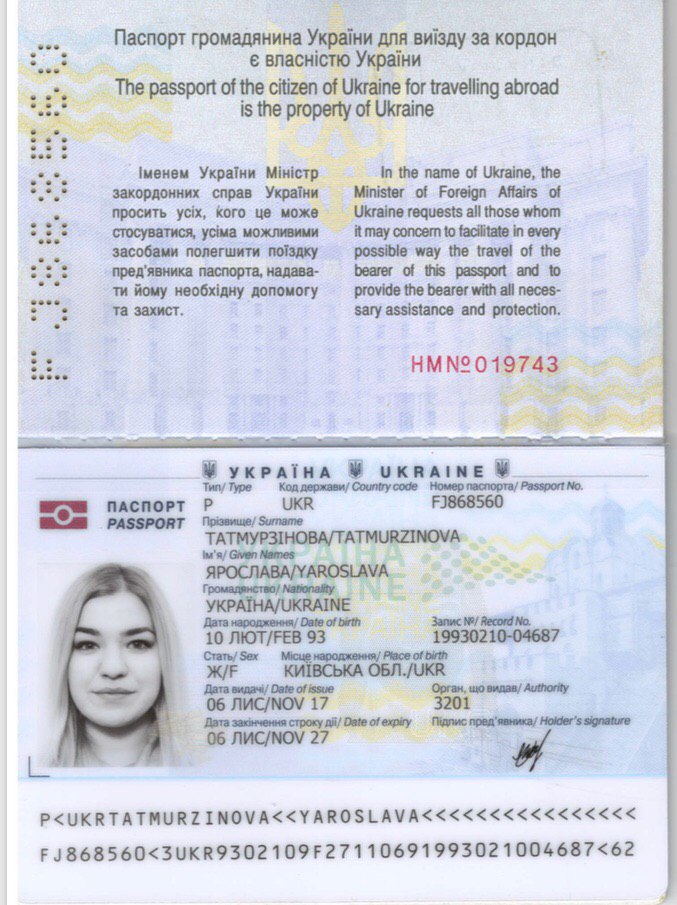 Паспорт громадянина України для виїзду за кордон
є власністю України
The passport of the citizen of Ukraine for travelling abroad
is the property of Ukraine
Іменем України Міністр
закордонних справ України
просить усіх, кого це може
стосуватися, усіма можливими
засобами полегшити поїздку
пред'явника паспорта, надава-
ти йому необхідну допомогу
та захист.
In the name of Ukraine, the
Minister of Foreign Affairs of
Ukraine requests all those whom
it may concern to facilitate in every
possible way the travel of the
bearer of this passport and to
provide the bearer with all neces-
sary assistance and protection.
HM№019743
FJ868560
УКРАЇНА UKRAINE
Тип/ Type Код держави/ Country code Номер паспорта/ Passport No.
P UKR FJ868560
ПАСПОРТ
PASSPORT
Прізвище/ Surname
ТАТМУРЗІНОВА/TATMURZINOVA
Ім'я/ Given Names
ЯРОСЛАВА/YAROSLAVA
Громадянство/ Nationality
УКРАЇНА/UKRAINE
Дата народження/ Date of birth Запис №/ Record No.
10 ЛЮТ/FEB 93 19930210-04687
Стать/ Sex Місце народження/ Place of birth
Ж/F КИЇВСЬКА ОБЛ./UKR
Дата видачі/ Date of issue Орган, що видав/ Authority
06 ЛИС/NOV 17 3201
Дата закінчення строку дії/ Date of expiry Підпис пред'явника/ Holder's signature
06 ЛИС/NOV 27
P<UKRTATMURZINOVA<<YAROSLAVA<<<<<<<<<<<<<<<<
FJ868560<3UKR9302109F27110691993021004687<62